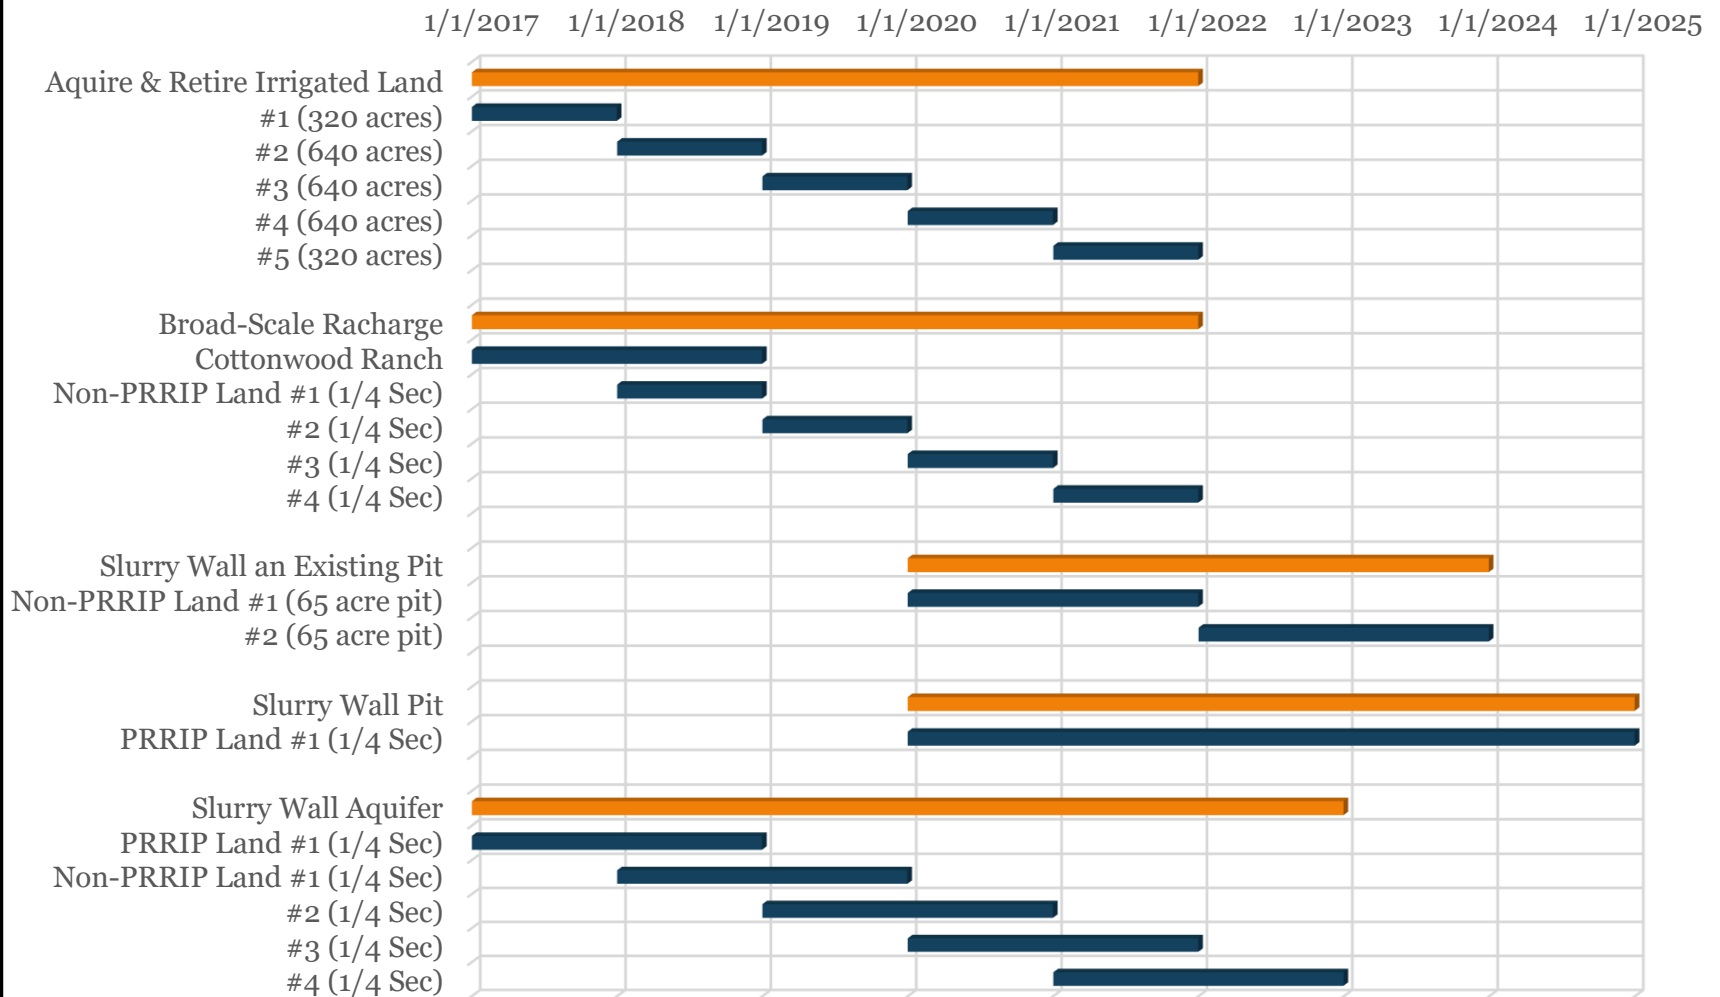 1/1/2017 1/1/2018 1/1/2019 1/1/2020 1/1/2021 1/1/2022 1/1/2023 1/1/2024 1/1/2025
Aquire & Retire Irrigated Land
#1 (320 acres)
#2 (640 acres)
#3 (640 acres)
#4 (640 acres)
#5 (320 acres)
Broad-Scale Racharge
Cottonwood Ranch
Non-PRRIP Land #1 (1/4 Sec)
#2 (1/4 Sec)
#3 (1/4 Sec)
#4 (1/4 Sec)
Slurry Wall an Existing Pit
Non-PRRIP Land #1 (65 acre pit)
#2 (65 acre pit)
Slurry Wall Pit
PRRIP Land #1 (1/4 Sec)
Slurry Wall Aquifer
PRRIP Land #1 (1/4 Sec)
Non-PRRIP Land #1 (1/4 Sec)
#2 (1/4 Sec)
#3 (1/4 Sec)
#4 (1/4 Sec)